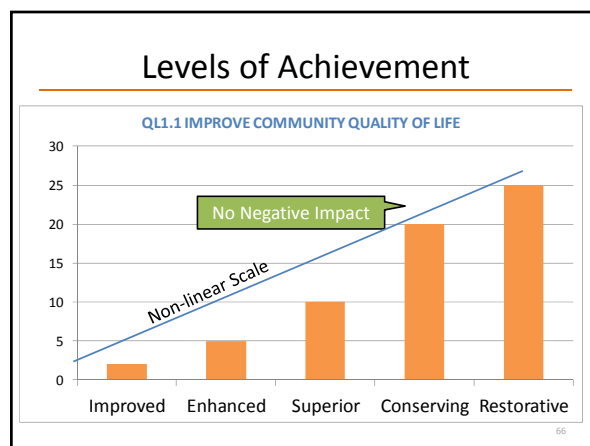 Levels of Achievement
QL1.1 IMPROVE COMMUNITY QUALITY OF LIFE
30
25
20
15
10
5
0
No Negative Impact
Non-linear Scale
Improved Enhanced Superior Conserving Restorative
66